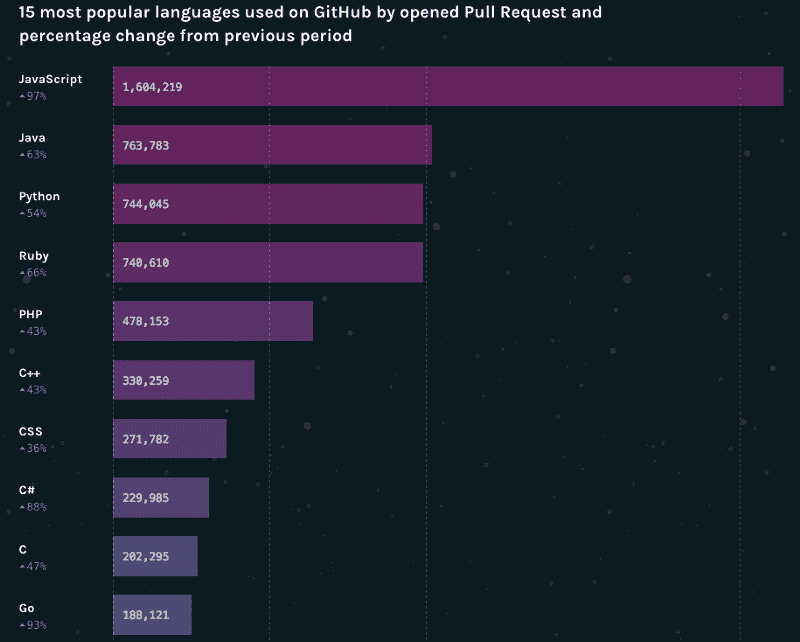 15 most popular languages used on GitHub by opened Pull Request and
percentage change from previous period
JavaScript
97%
1,604,219
Java
63%
763,783
Python
54%
744,045
Ruby
66%
740,610
PHP
43%
478,153
C++
43%
330,259
CSS
36%
271,782
C#
88%
229,985
C
47%
202,295
Go
93%
188,121